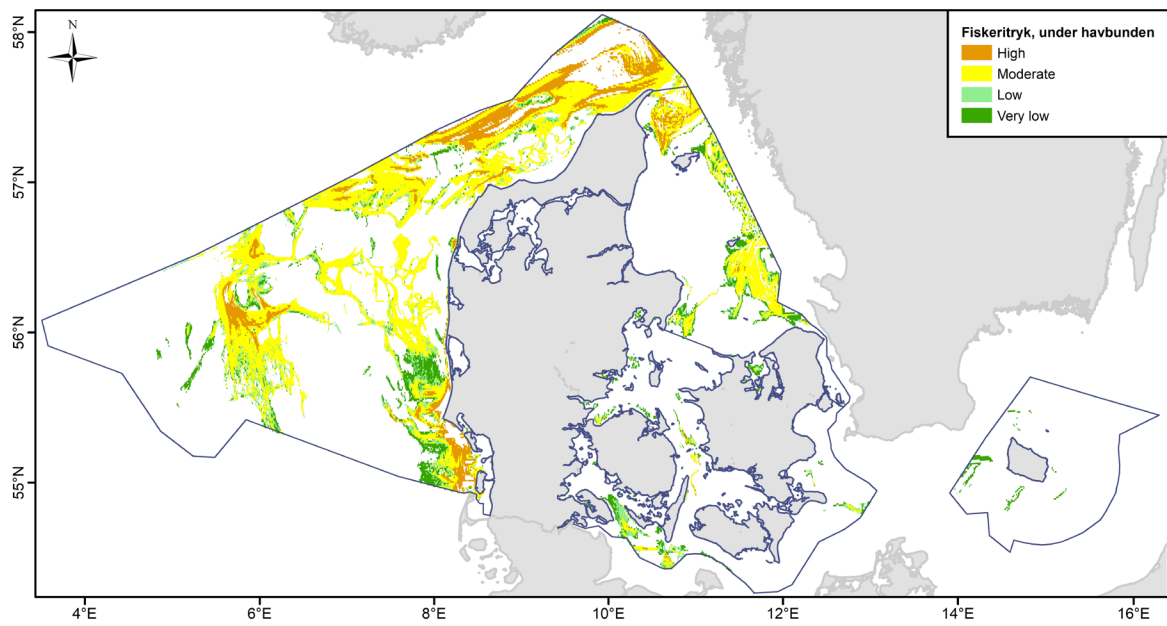 N
Fiskeritryk, under havbunden
High
Moderate
Low
Very low
58°N
57°N
56°N
55°N
4°E
6°E
8°E
10°E
12°E
14°E
16°E